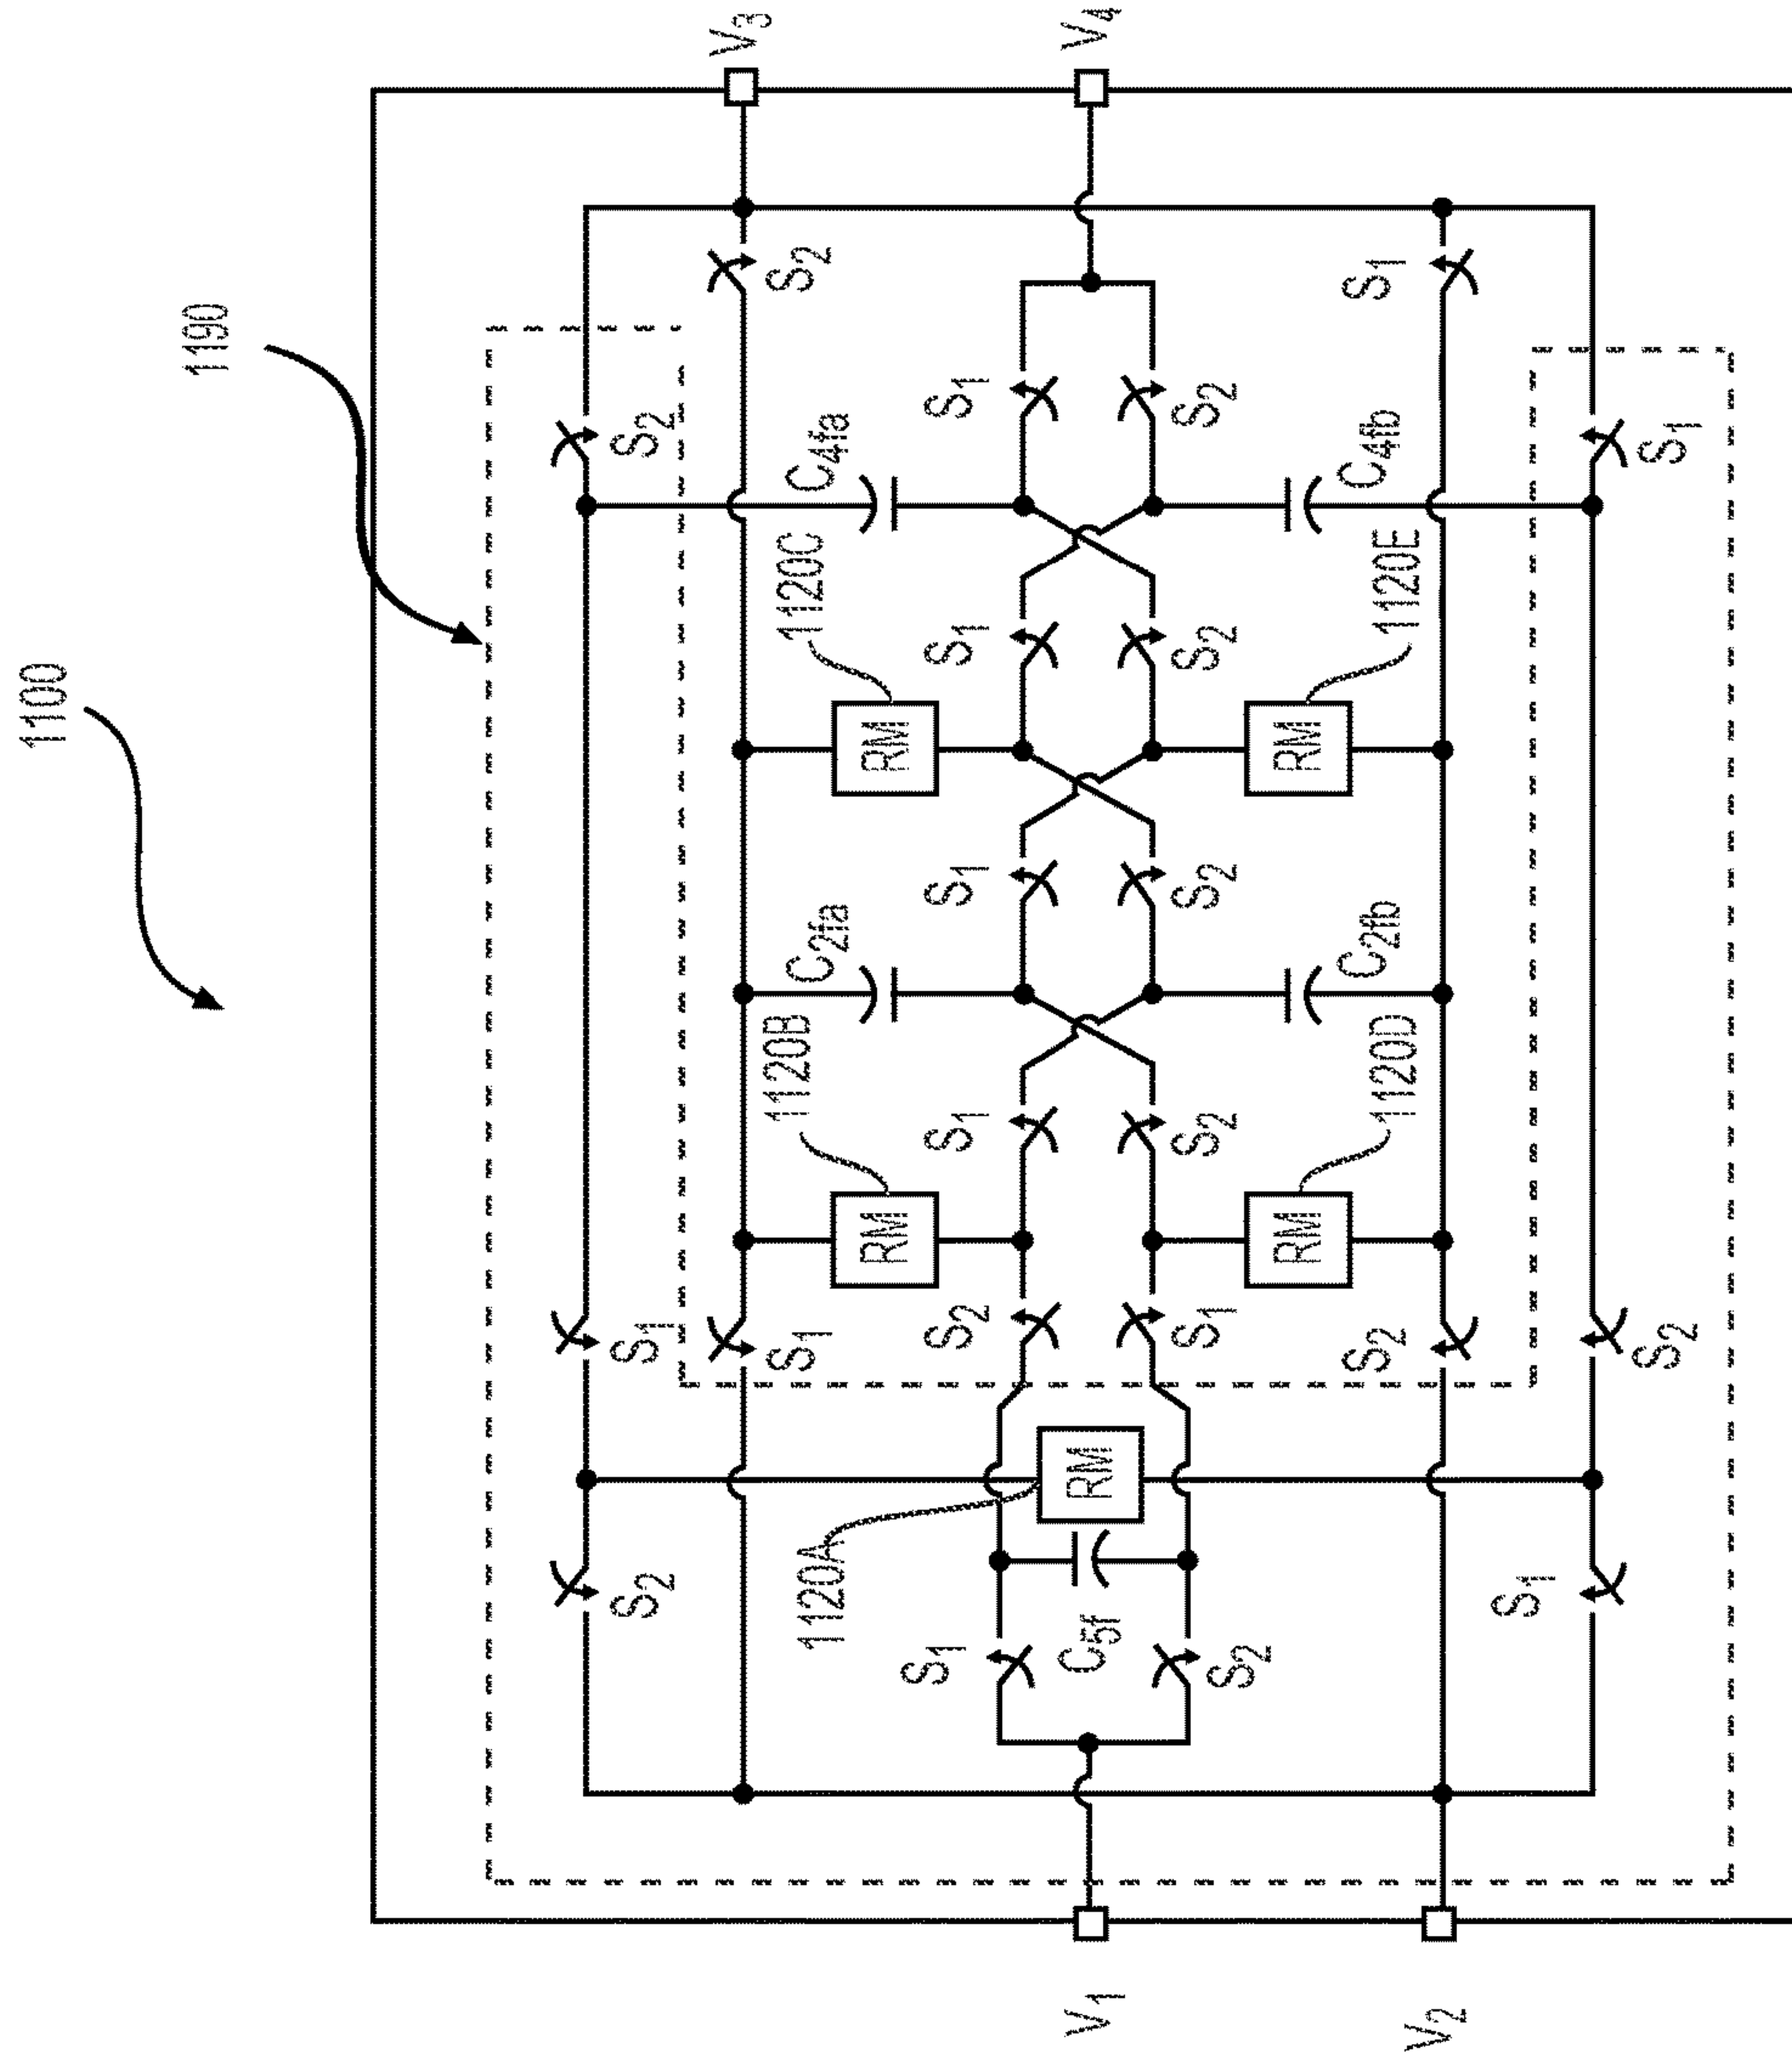 1100
1190
S2
S1
S2
V3
S1
S2
1120A
1120B
C2fa
1120C
C4fa
RM
RM
S1
S2
S1
S1
S1
S1
V1
C5f
RM
V4
S2
S1
S2
S2
S2
S2
RM
RM
S2
1120D
C2fb
1120E
C4fb
S1
V2
S1
S2
S1